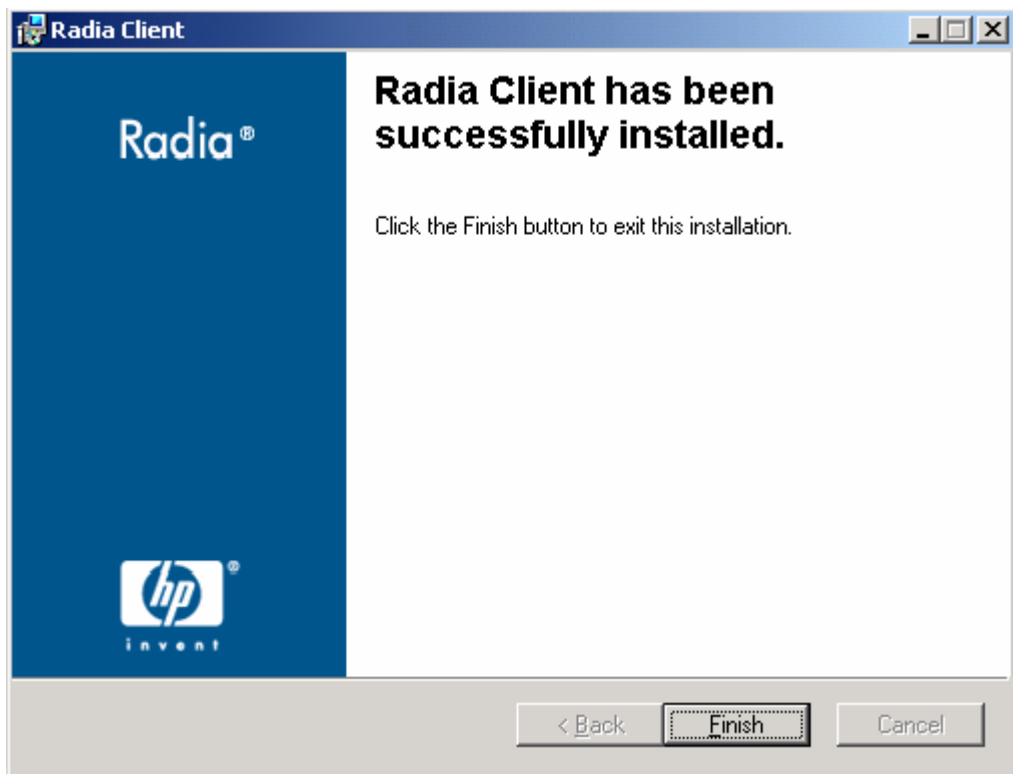 Radia Client
Radia®
Radia Client has been
successfully installed.
Click the Finish button to exit this installation.
hp®
invent
< Back
Finish
Cancel